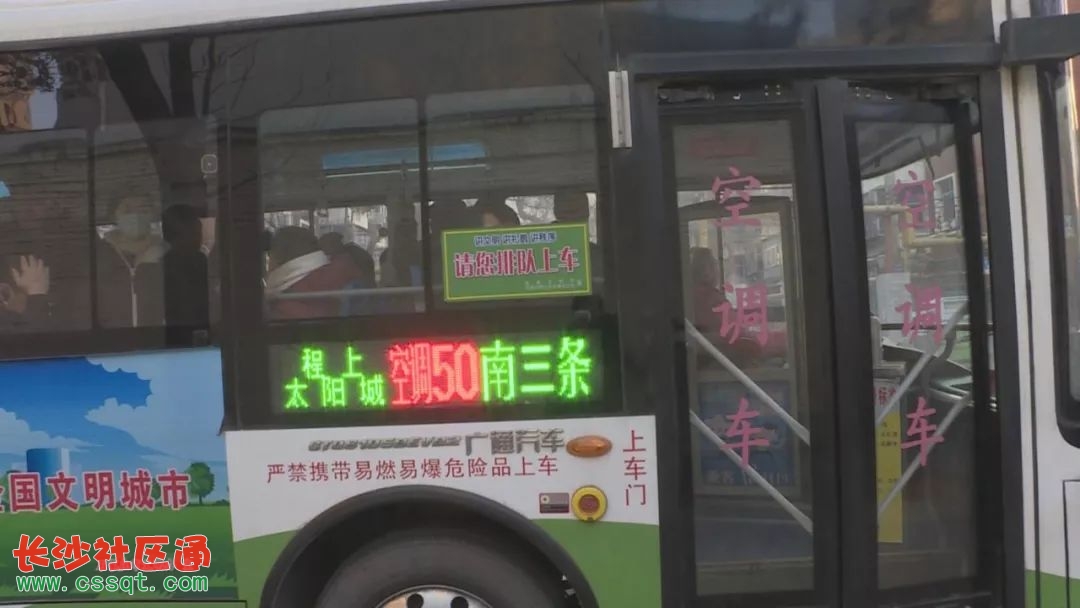 讲文明 讲礼貌 讲秩序
请您排队上车
程上
太阳城
空调50南三条
广通汽车
严禁携带易燃易爆危险品上车
上车门
空调车
空调车
全国文明城市
长沙社区通
www.cssqt.com